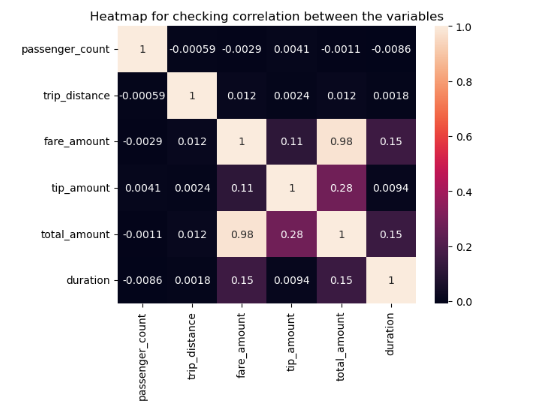 Heatmap for checking correlation between the variables
passenger_count 1 -0.00059 -0.0029 0.0041 -0.0011 -0.0086
trip_distance -0.00059 1 0.012 0.0024 0.012 0.0018
fare_amount -0.0029 0.012 1 0.11 0.98 0.15
tip_amount 0.0041 0.0024 0.11 1 0.28 0.0094
total_amount -0.0011 0.012 0.98 0.28 1 0.15
duration -0.0086 0.0018 0.15 0.0094 0.15 1
passenger_count
trip_distance
fare_amount
tip_amount
total_amount
duration
1.0
0.8
0.6
0.4
0.2
0.0